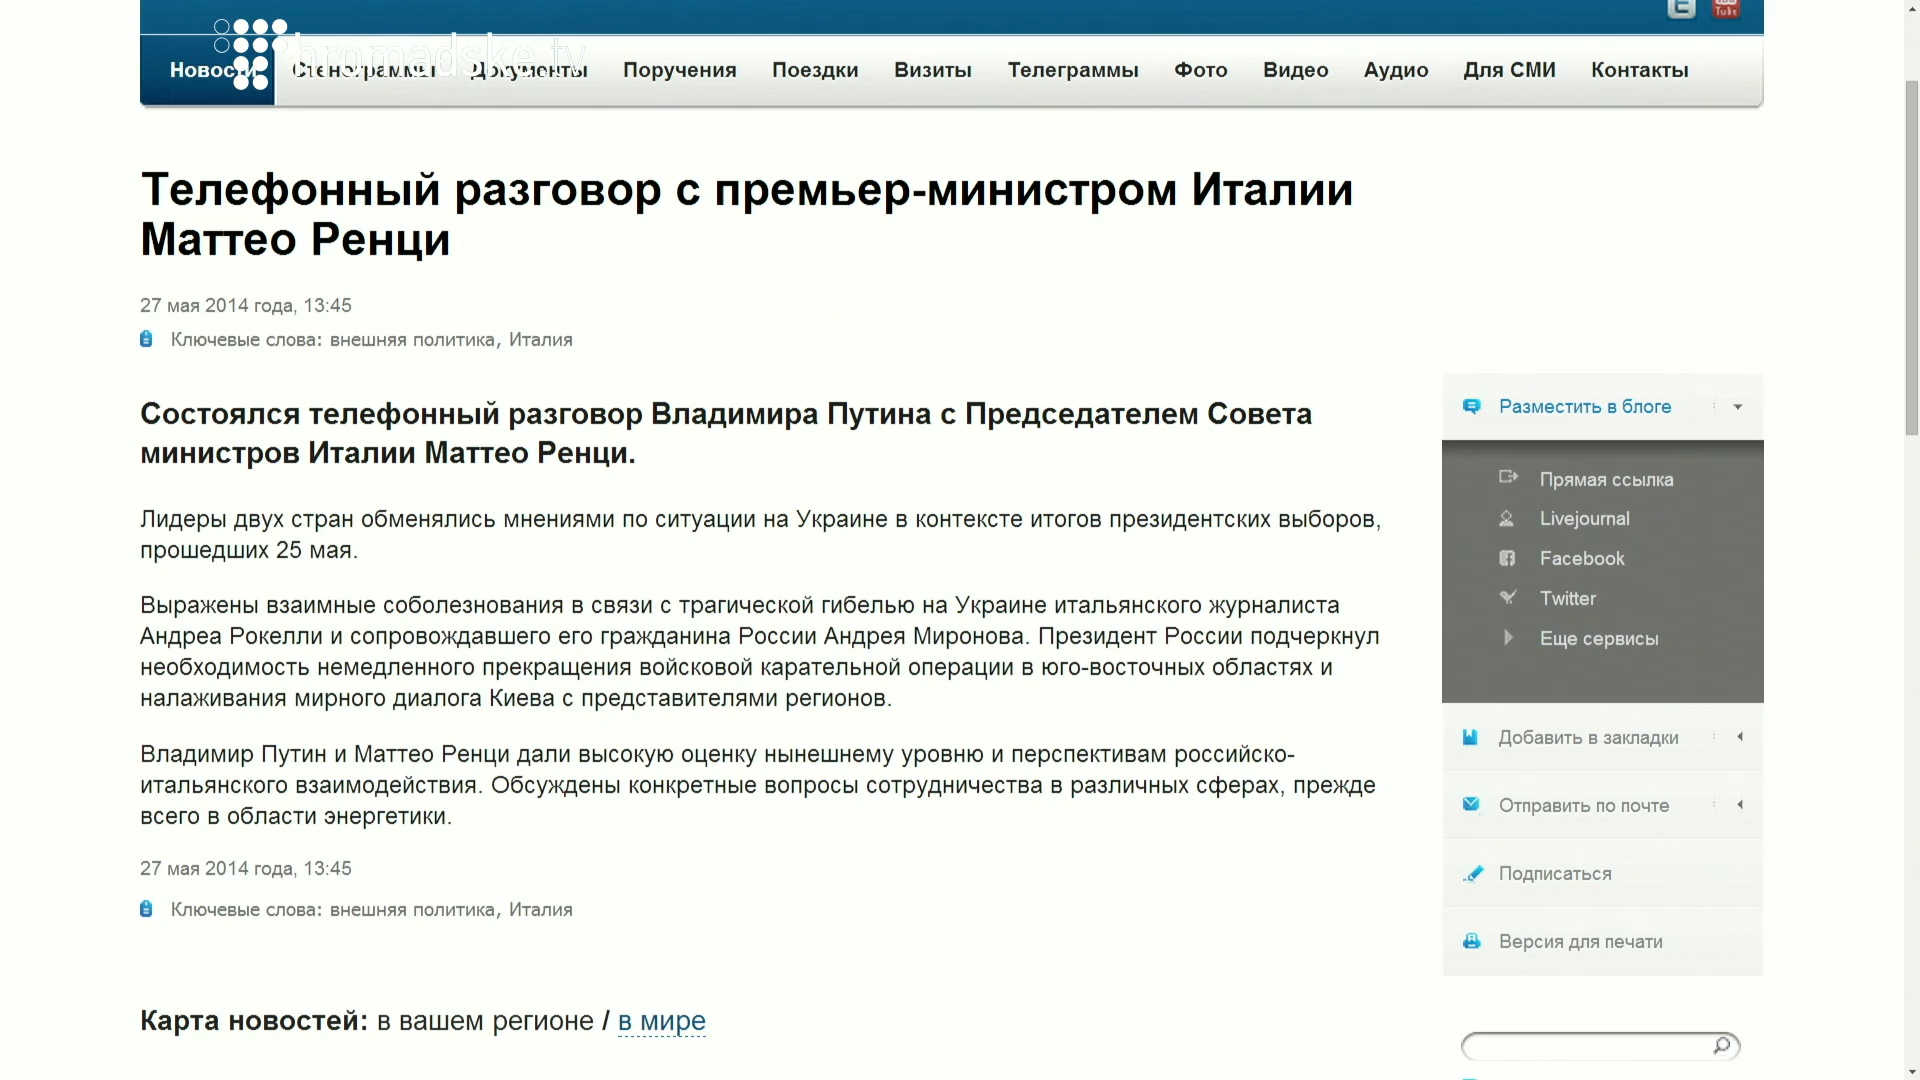 hromadske.tv
Новости Стенограммы Документы Поручения Поездки Визиты Телеграммы Фото Видео Аудио Для СМИ Контакты
Телефонный разговор с премьер-министром Италии
Маттео Ренци
27 мая 2014 года, 13:45
Ключевые слова: внешняя политика, Италия
Состоялся телефонный разговор Владимира Путина с Председателем Совета
министров Италии Маттео Ренци.
Лидеры двух стран обменялись мнениями по ситуации на Украине в контексте итогов президентских выборов,
прошедших 25 мая.
Выражены взаимные соболезнования в связи с трагической гибелью на Украине итальянского журналиста
Андреа Рокелли и сопровождавшего его гражданина России Андрея Миронова. Президент России подчеркнул
необходимость немедленного прекращения войсковой карательной операции в юго-восточных областях и
налаживания мирного диалога Киева с представителями регионов.
Владимир Путин и Маттео Ренци дали высокую оценку нынешнему уровню и перспективам российско-
итальянского взаимодействия. Обсуждены конкретные вопросы сотрудничества в различных сферах, прежде
всего в области энергетики.
27 мая 2014 года, 13:45
Ключевые слова: внешняя политика, Италия
Карта новостей: в вашем регионе / в мире
Разместить в блоге
Прямая ссылка
Livejournal
Facebook
Twitter
Еще сервисы
Добавить в закладки
Отправить по почте
Подписаться
Версия для печати